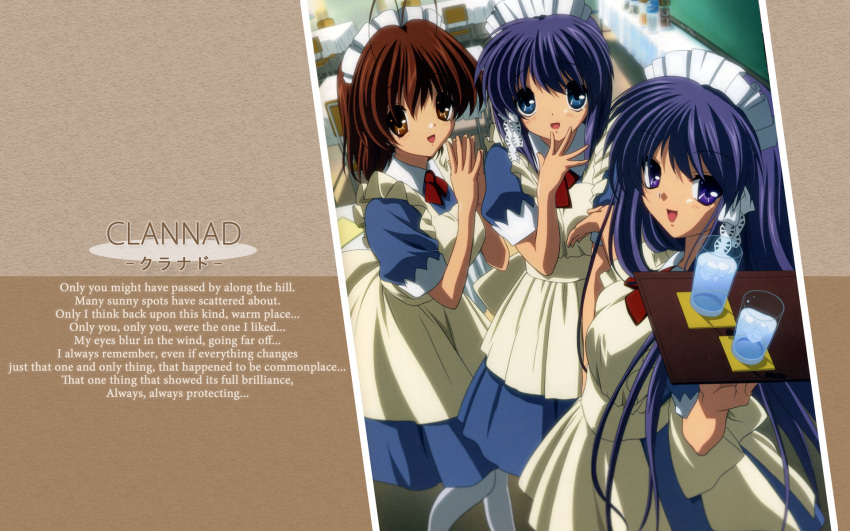 CLANNAD
－クラナド－
Only you might have passed by along the hill.
Many sunny spots have scattered about.
Only I think back upon this kind, warm place...
Only you, only you, were the one I liked...
My eyes blur in the wind, going far off...
I always remember, even if everything changes
just that one and only thing, that happened to be commonplace...
That one thing that showed its full brilliance,
Always, always protecting...